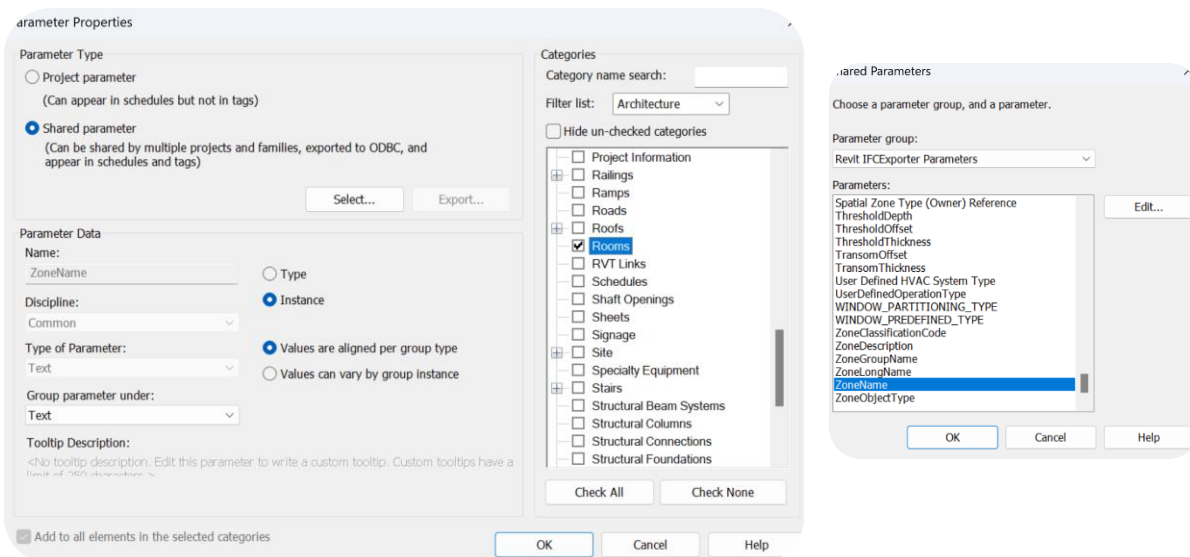 arameter Properties
Parameter Type
Project parameter
(Can appear in schedules but not in tags)
Shared parameter
(Can be shared by multiple projects and families, exported to ODBC, and
appear in schedules and tags)
Select...
Export...
Parameter Data
Name:
ZoneName
Type
Discipline:
Instance
Common
Type of Parameter:
Values are aligned per group type
Text
Values can vary by group instance
Group parameter under:
Text
Tooltip Description:
<No tooltip description. Edit this parameter to write a custom tooltip. Custom tooltips have a
limit of 250 characters.>
Add to all elements in the selected categories
Categories
Category name search:
Filter list:
Architecture
Hide un-checked categories
Project Information
Railings
Ramps
Roads
Roofs
Rooms
RVT Links
Schedules
Shaft Openings
Sheets
Signage
Site
Specialty Equipment
Stairs
Structural Beam Systems
Structural Columns
Structural Connections
Structural Foundations
Check All
Check None
OK
Cancel
Help
ared Parameters
Choose a parameter group, and a parameter.
Parameter group:
Revit IFCExporter Parameters
Parameters:
Spatial Zone Type (Owner) Reference
ThresholdDepth
ThresholdOffset
ThresholdThickness
TransomOffset
TransomThickness
User Defined HVAC System Type
UserDefinedOperationType
WINDOW_PARTITIONING_TYPE
WINDOW_PREDEFINED_TYPE
ZoneClassificationCode
ZoneDescription
ZoneGroupName
ZoneLongName
ZoneName
ZoneObjectType
Edit...
OK
Cancel
Help